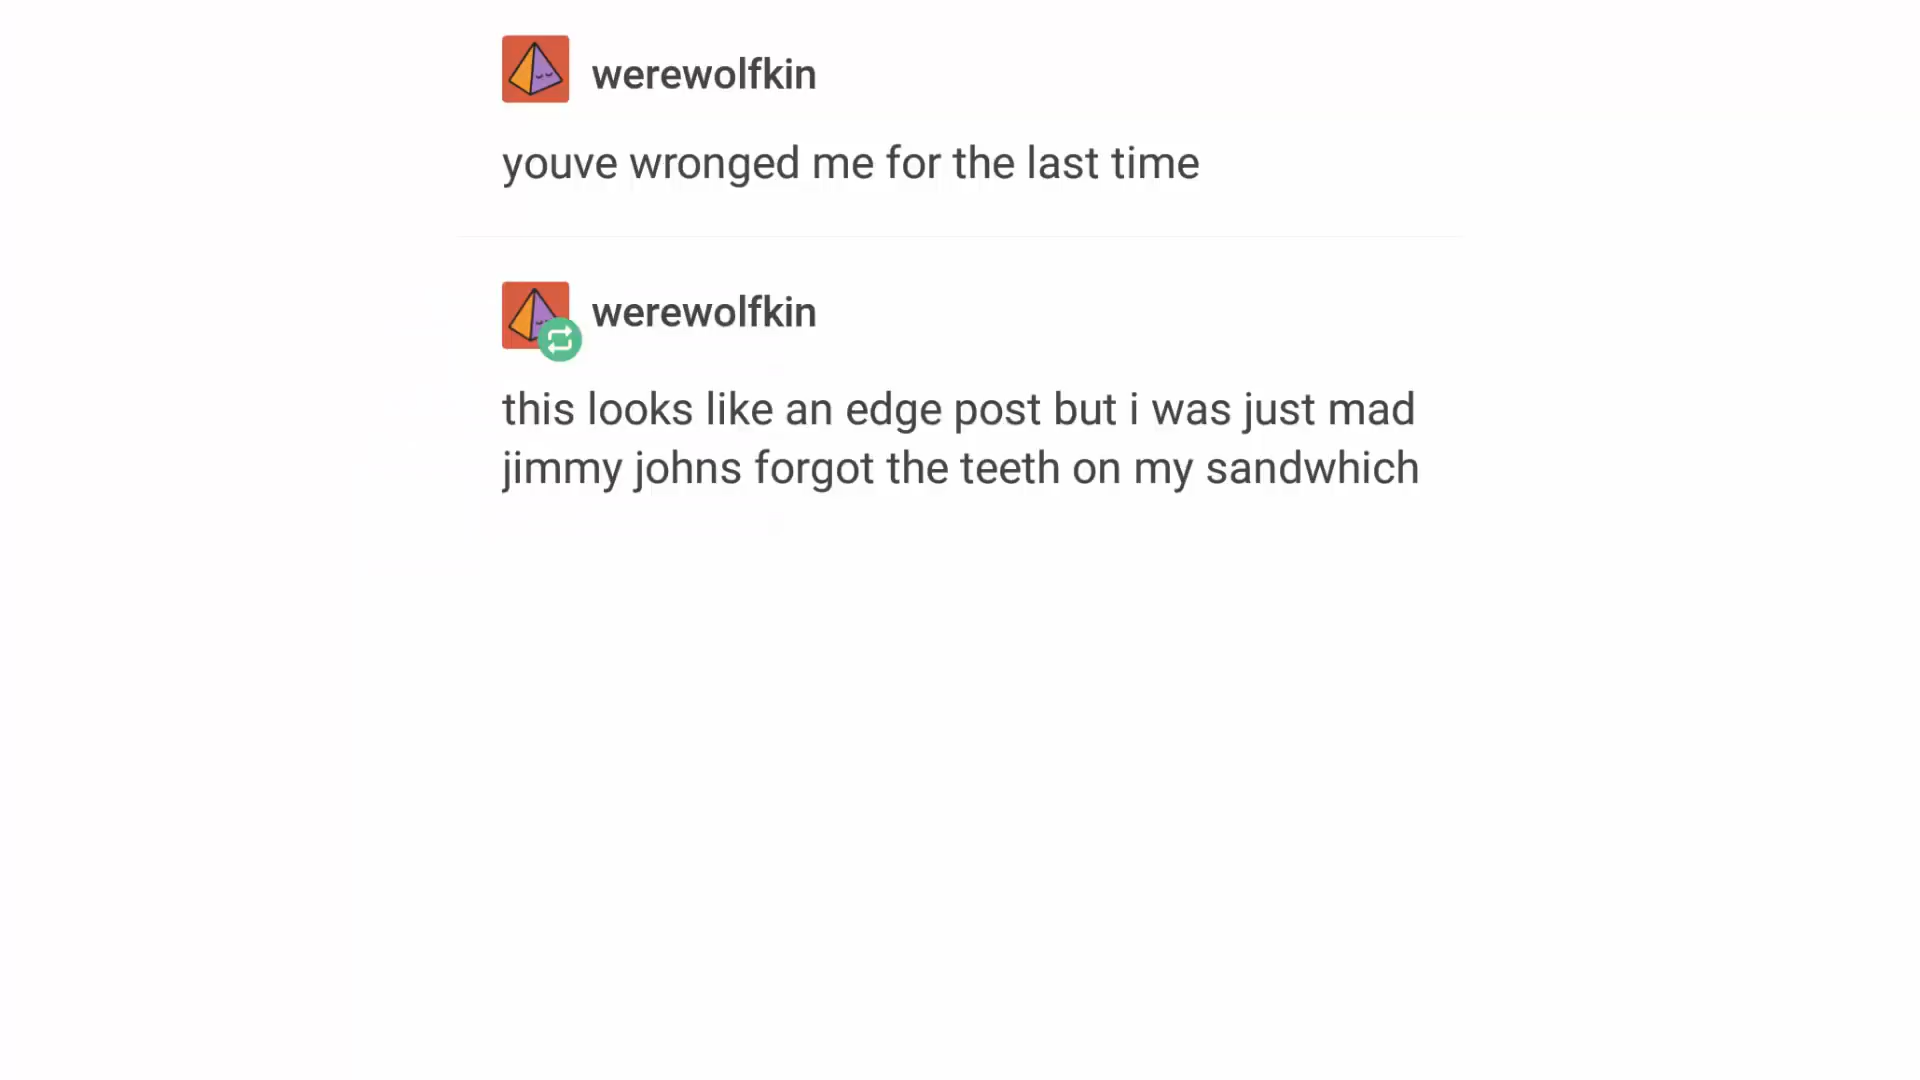 werewolfkin
youve wronged me for the last time
werewolfkin
this looks like an edge post but i was just mad
jimmy johns forgot the teeth on my sandwhich